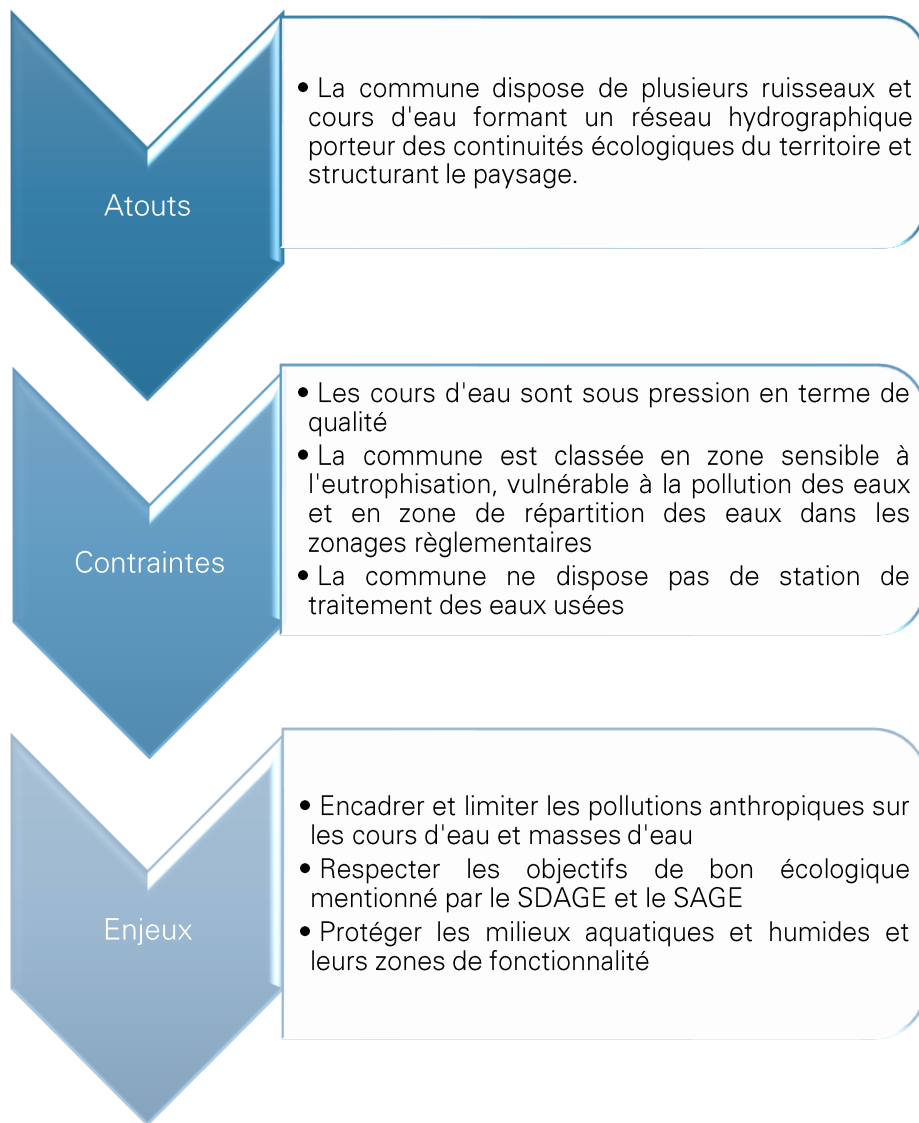 Atouts
• La commune dispose de plusieurs ruisseaux et
cours d'eau formant un réseau hydrographique
porteur des continuités écologiques du territoire et
structurant le paysage.
Contraintes
• Les cours d'eau sont sous pression en terme de
qualité
• La commune est classée en zone sensible à
l'eutrophisation, vulnérable à la pollution des eaux
et en zone de répartition des eaux dans les
zonages règlementaires
• La commune ne dispose pas de station de
traitement des eaux usées
Enjeux
• Encadrer et limiter les pollutions anthropiques sur
les cours d'eau et masses d'eau
• Respecter les objectifs de bon écologique
mentionné par le SDAGE et le SAGE
• Protéger les milieux aquatiques et humides et
leurs zones de fonctionnalité